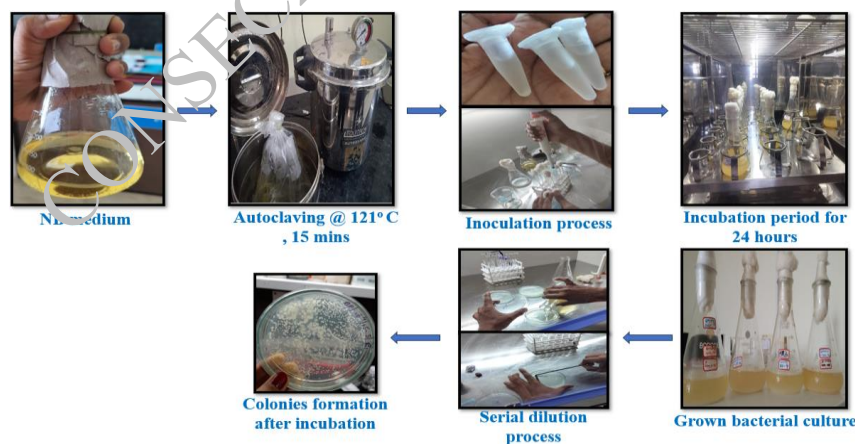 NB medium
Autoclaving @ 121º C
, 15 mins
Inoculation process
Incubation period for
24 hours
Colonies formation
after incubation
Serial dilution
process
Grown bacterial culture